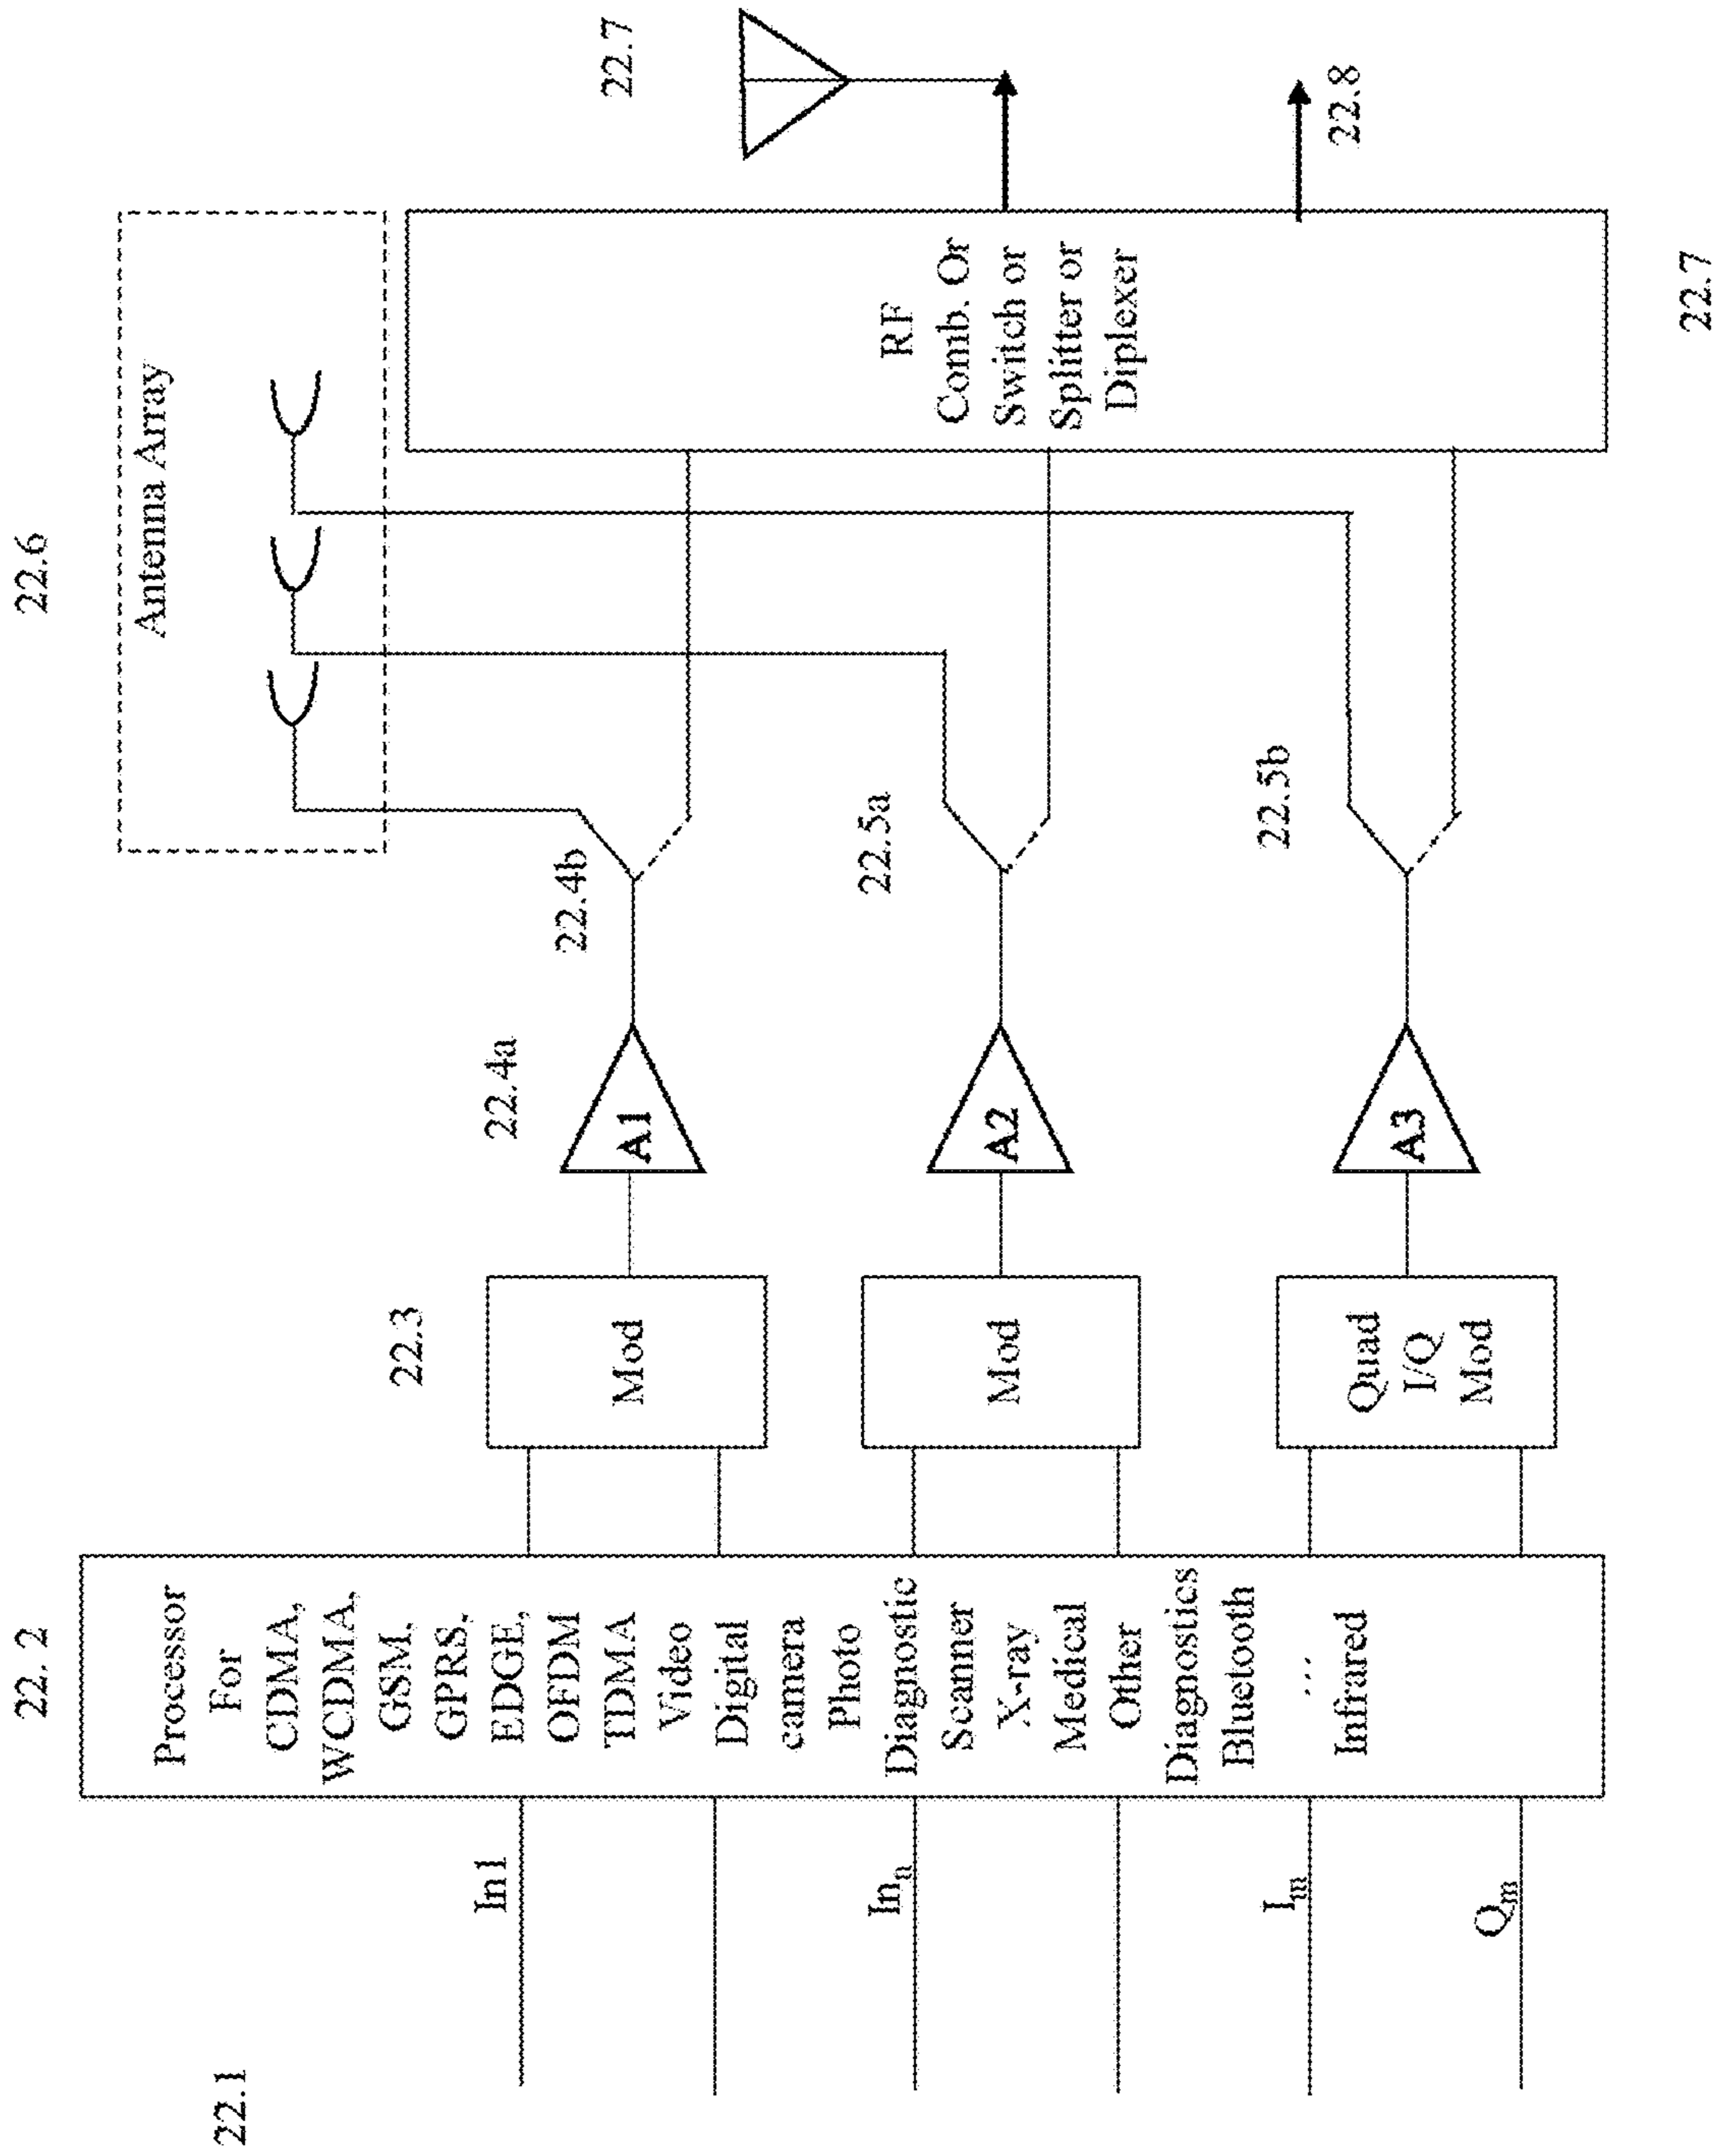 22.1
22. 2
Processor
For
CDMA,
WCDMA,
GSM,
GPRS,
EDGE,
OFDM
TDMA
Video
Digital
camera
Photo
Diagnostic
Scanner
X-ray
Medical
Other
Diagnostics
Bluetooth
...
Infrared
In1
Inn
Im
Qm
22.3
Mod
Mod
Quad
I/Q
Mod
22.4a
A1
A2
A3
22.4b
22.5a
22.5b
22.6
Antenna Array
RF
Comb. Or
Switch or
Splitter or
Diplexer
22.7
22.7
22.8